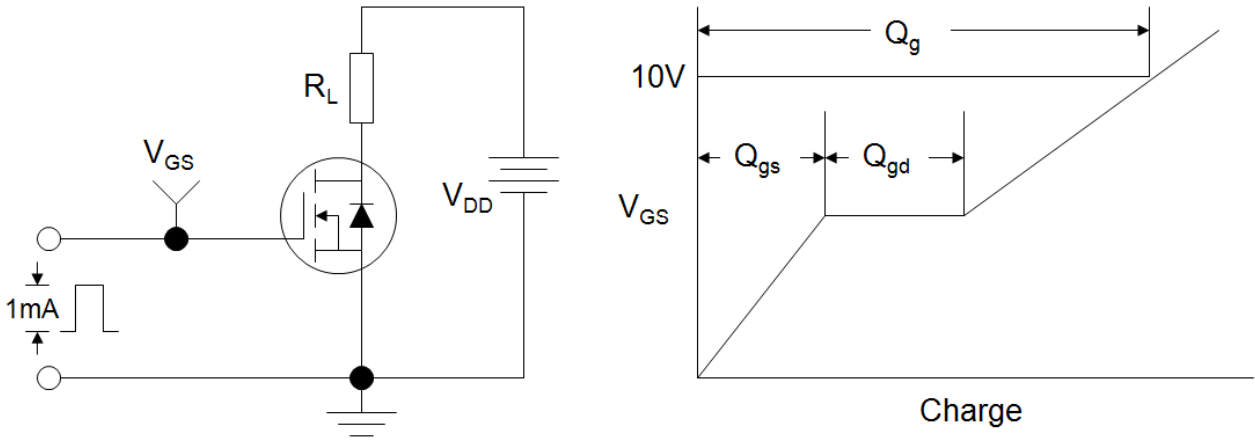 R_L
V_GS
V_DD
1mA
Q_g
10V
Q_gs
Q_gd
V_GS
Charge